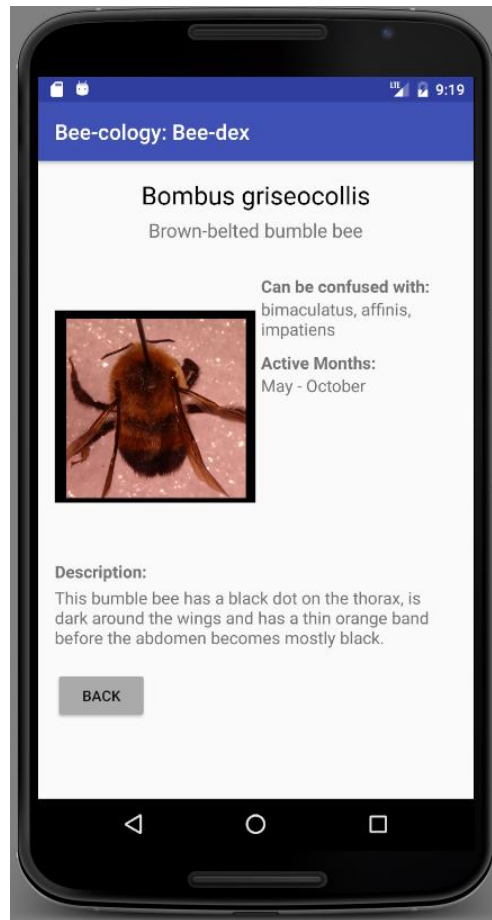 LTE 9:19
Bee-cology: Bee-dex
Bombus griseocollis
Brown-belted bumble bee
Can be confused with:
bimaculatus, affinis,
impatiens
Active Months:
May - October
Description:
This bumble bee has a black dot on the thorax, is
dark around the wings and has a thin orange band
before the abdomen becomes mostly black.
BACK